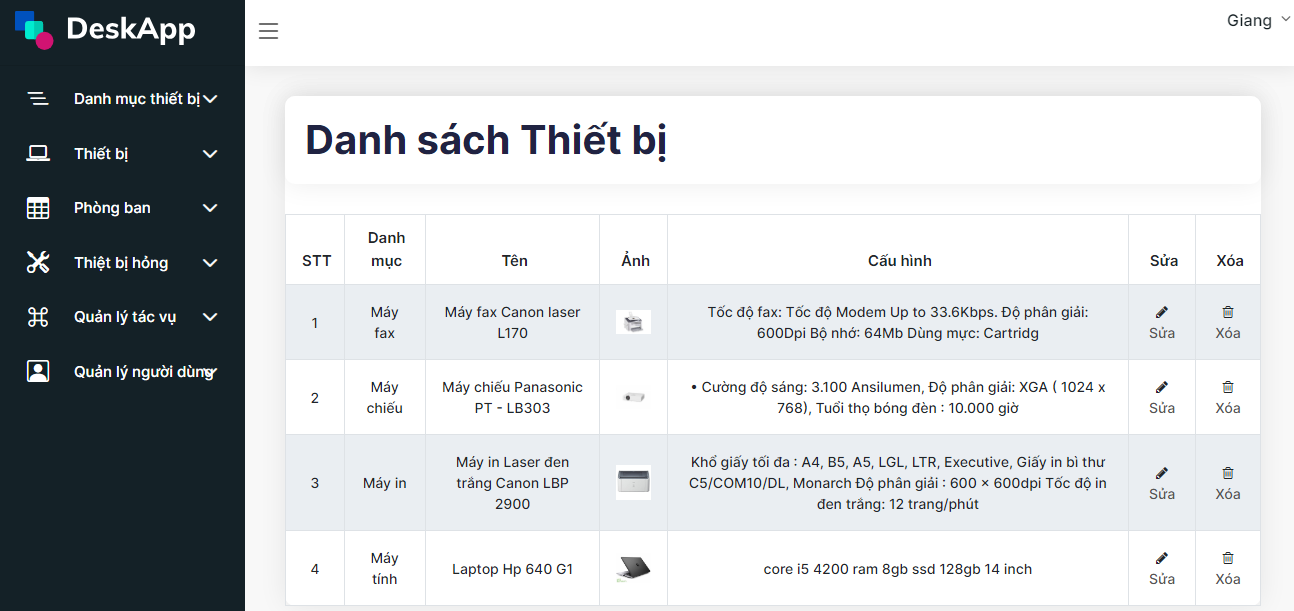 DeskApp
Giang
Danh mục thiết bị
Thiết bị
Phòng ban
Thiệt bị hỏng
Quản lý tác vụ
Quản lý người dùng
Danh sách Thiết bị
STT
Danh
mục
Tên
Ảnh
Cấu hình
Sửa
Xóa
1
Máy
fax
Máy fax Canon laser
L170
Tốc độ fax: Tốc độ Modem Up to 33.6Kbps. Độ phân giải:
600Dpi Bộ nhớ: 64Mb Dùng mực: Cartridg
Sửa
Xóa
2
Máy
chiếu
Máy chiếu Panasonic
PT - LB303
• Cường độ sáng: 3.100 Ansilumen, Độ phân giải: XGA ( 1024 x
768), Tuổi thọ bóng đèn : 10.000 giờ
Sửa
Xóa
3
Máy in
Máy in Laser đen
trắng Canon LBP
2900
Khổ giấy tối đa : A4, B5, A5, LGL, LTR, Executive, Giấy in bì thư
C5/COM10/DL, Monarch Độ phân giải : 600 x 600dpi Tốc độ in
đen trắng: 12 trang/phút
Sửa
Xóa
4
Máy
tính
Laptop Hp 640 G1
core i5 4200 ram 8gb ssd 128gb 14 inch
Sửa
Xóa